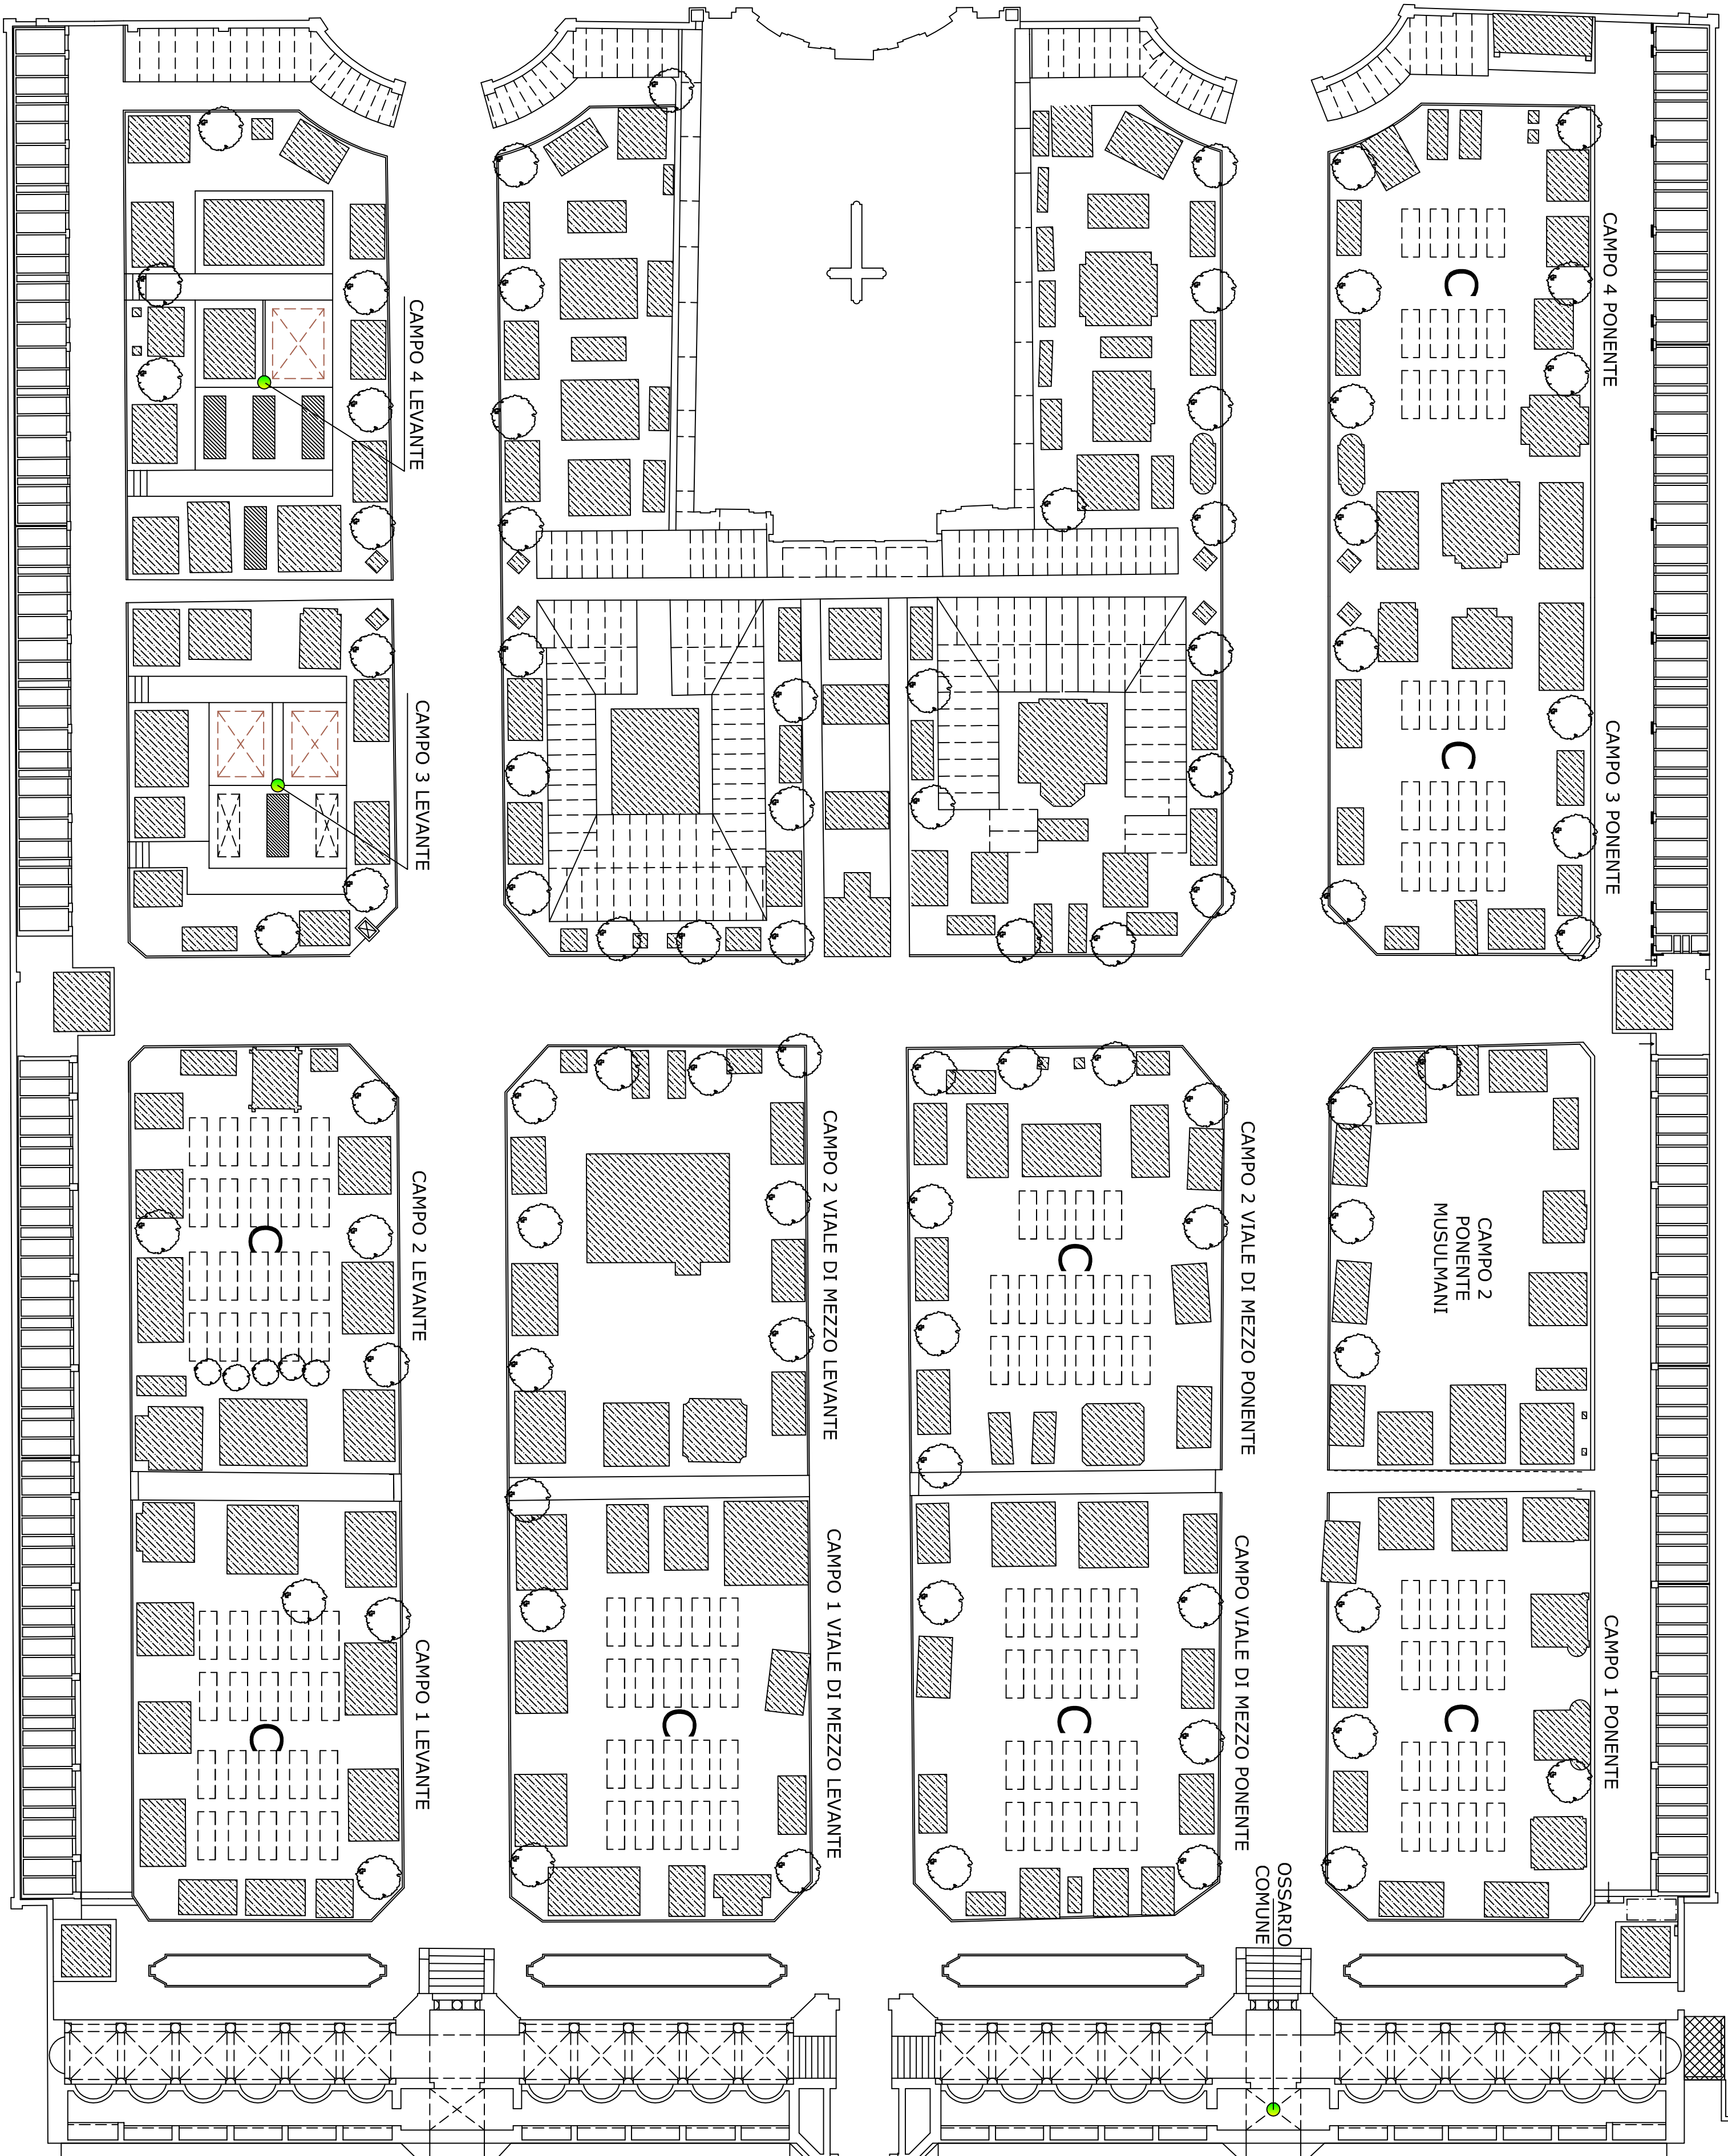 CAMPO 4 LEVANTE
CAMPO 4 PONENTE
C
CAMPO 3 LEVANTE
CAMPO 3 PONENTE
C
CAMPO 2 LEVANTE
C
CAMPO 2 VIALE DI MEZZO LEVANTE
CAMPO 2 VIALE DI MEZZO PONENTE
C
CAMPO 2
PONENTE
MUSULMANI
CAMPO 1 LEVANTE
C
CAMPO 1 VIALE DI MEZZO LEVANTE
C
CAMPO VIALE DI MEZZO PONENTE
C
CAMPO 1 PONENTE
C
OSSARIO
COMUNE